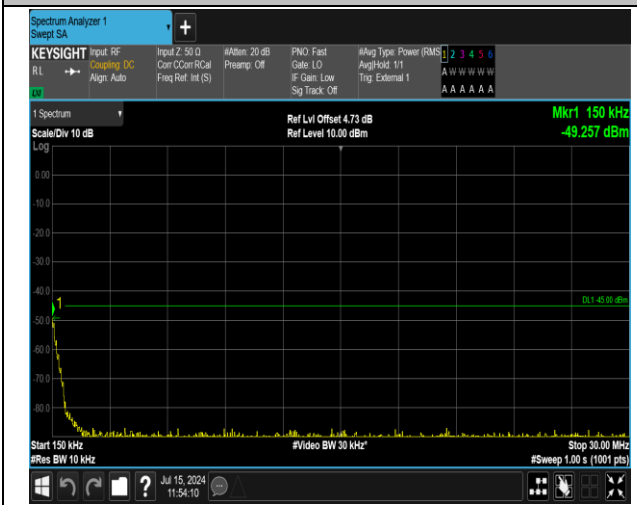 Spectrum Analyzer 1
Swept SA
+
KEYSIGHT
RL
LXI
Input: RF
Coupling: DC
Align: Auto
Input Z: 50 Ω
Corr CCorr RCal
Freq Ref: Int (S)
#Atten: 20 dB
Preamp: Off
PNO: Fast
Gate: LO
IF Gain: Low
Sig Track: Off
#Avg Type: Power (RMS
Avg|Hold: 1/1
Trig: External 1
1 2 3 4 5 6
A W W W W W
A A A A A A
1 Spectrum
Scale/Div 10 dB
Log
Ref Lvl Offset 4.73 dB
Ref Level 10.00 dBm
Mkr1 150 kHz
-49.257 dBm
0.00
-10.0
-20.0
-30.0
-40.0
-50.0
-60.0
-70.0
-80.0
1
DL1 -45.00 dBm
Start 150 kHz
#Res BW 10 kHz
#Video BW 30 kHz*
Stop 30.00 MHz
#Sweep 1.00 s (1001 pts)
?
Jul 15, 2024
11:54:10